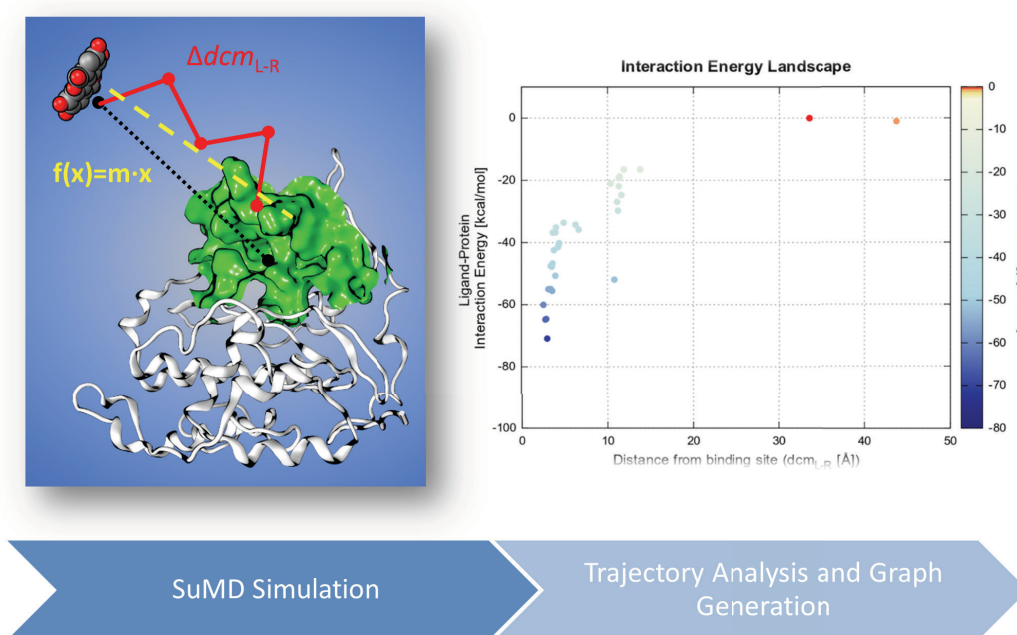 Δdcm L-R
f(x)=m·x
Interaction Energy Landscape
Ligand-Protein
Interaction Energy [kcal/mol]
0
-20
-40
-60
-80
-100
0
10
20
30
40
50
Distance from binding site (dcm L-R [Å])
0
-10
-20
-30
-40
-50
-60
-70
-80
SuMD Simulation
Trajectory Analysis and Graph
Generation